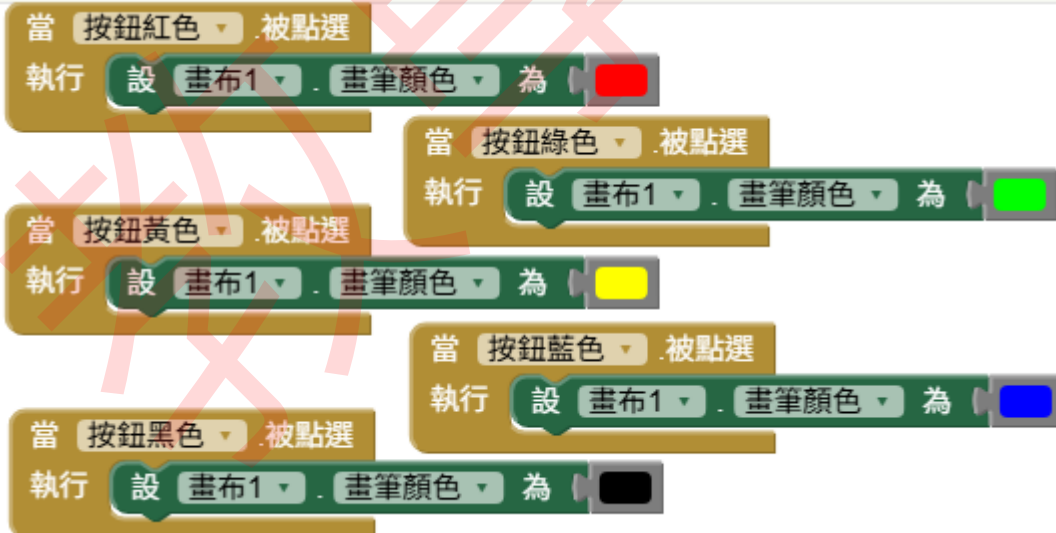 當 按鈕紅色 .被點選
執行 設 畫布1 . 畫筆顏色 為
當 按鈕綠色 .被點選
執行 設 畫布1 . 畫筆顏色 為
當 按鈕黃色 .被點選
執行 設 畫布1 . 畫筆顏色 為
當 按鈕藍色 .被點選
執行 設 畫布1 . 畫筆顏色 為
當 按鈕黑色 .被點選
執行 設 畫布1 . 畫筆顏色 為